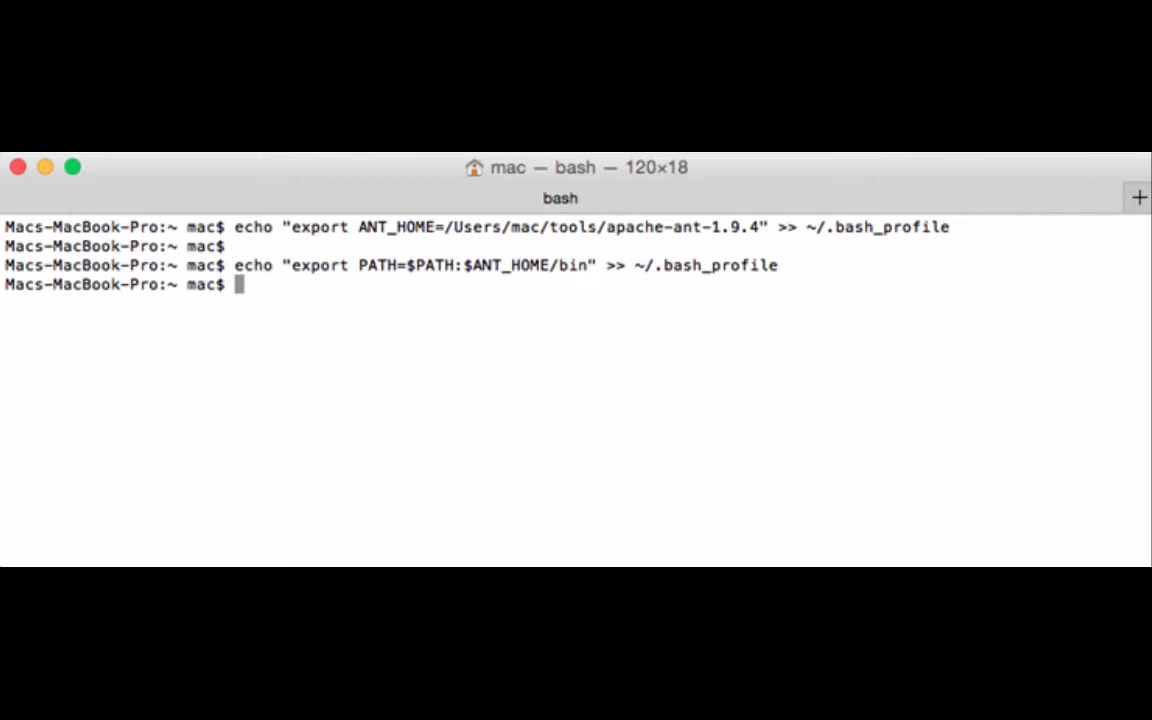 mac — bash — 120×18
bash
Macs-MacBook-Pro:~ mac$ echo "export ANT_HOME=/Users/mac/tools/apache-ant-1.9.4" >> ~/.bash_profile
Macs-MacBook-Pro:~ mac$
Macs-MacBook-Pro:~ mac$ echo "export PATH=$PATH:$ANT_HOME/bin" >> ~/.bash_profile
Macs-MacBook-Pro:~ mac$